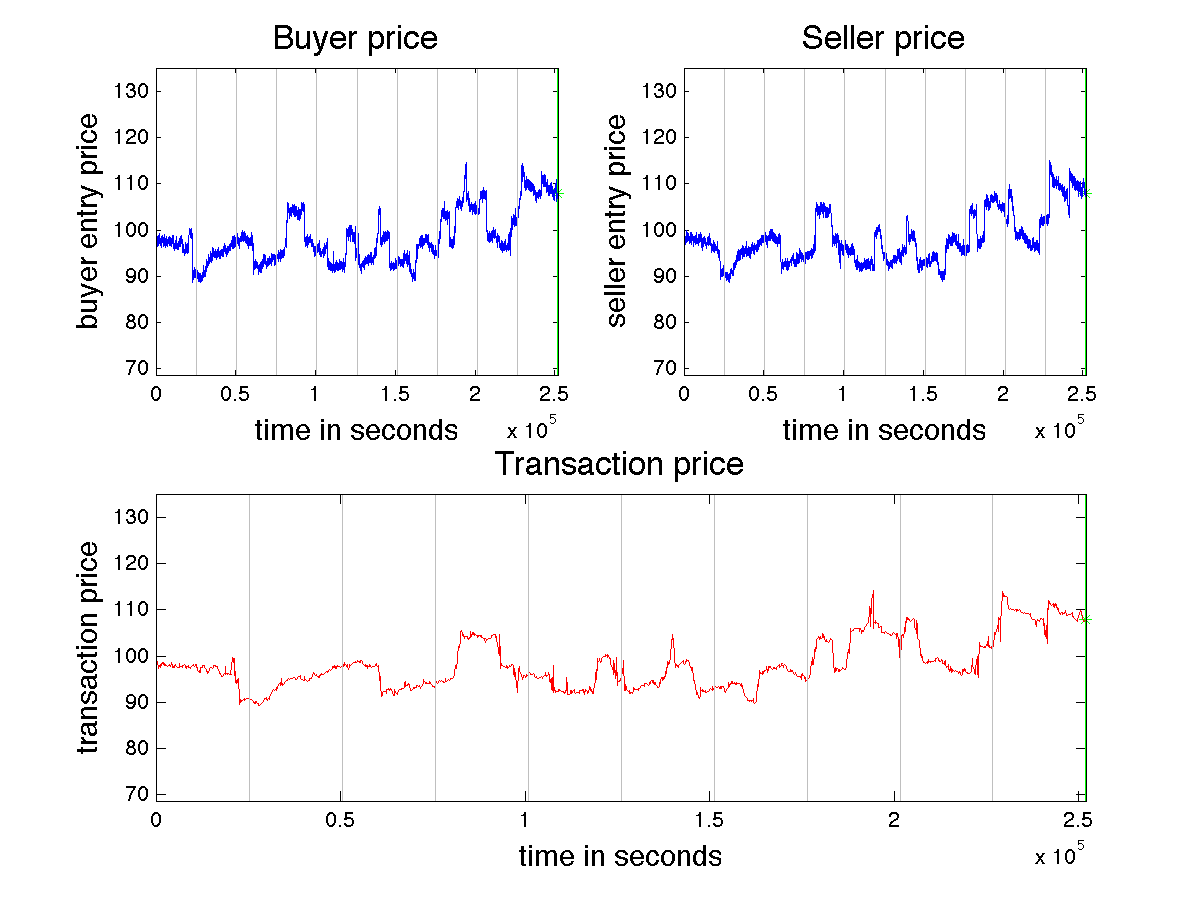 Buyer price
Seller price
buyer entry price
130
120
110
100
90
80
70
0 0.5 1 1.5 2 2.5
x 10^5
time in seconds
seller entry price
130
120
110
100
90
80
70
0 0.5 1 1.5 2 2.5
x 10^5
time in seconds
Transaction price
transaction price
130
120
110
100
90
80
70
0 0.5 1 1.5 2 2.5
x 10^5
time in seconds